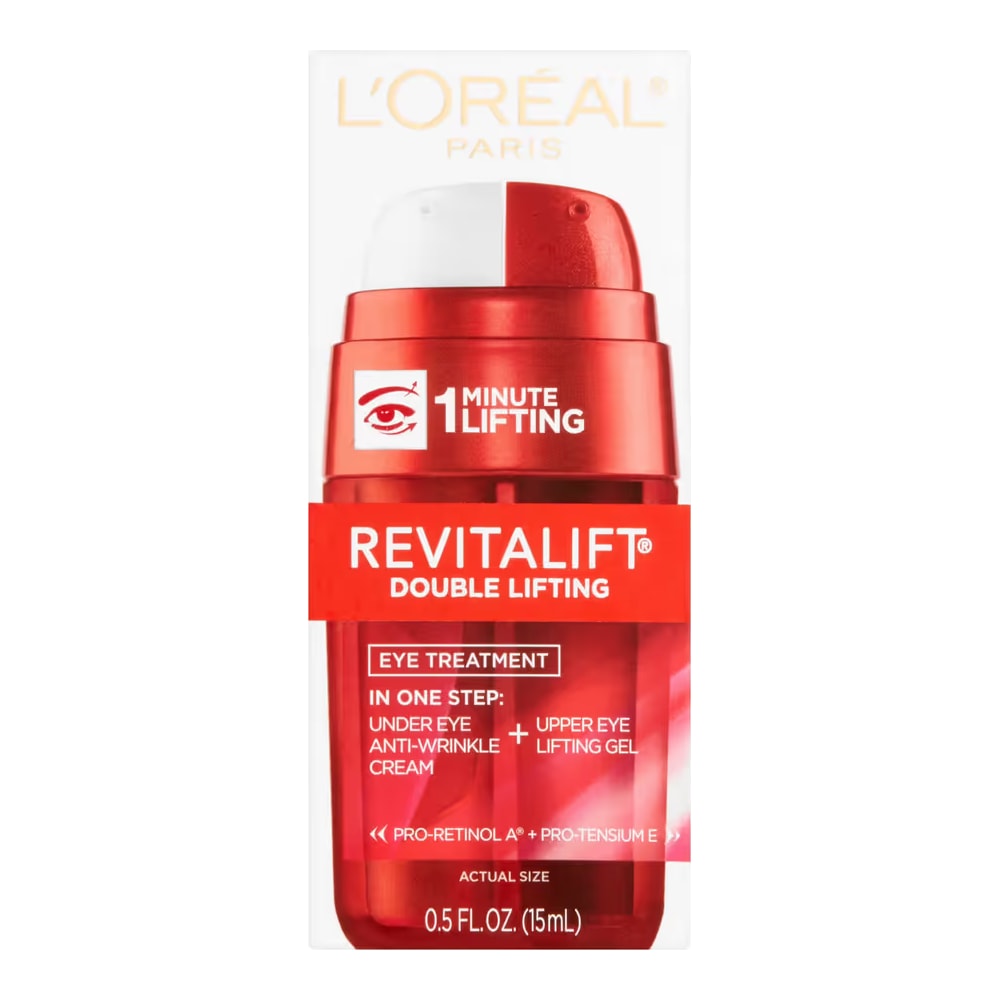 L'ORÉAL®
PARIS
1 MINUTE
LIFTING
REVITALIFT®
DOUBLE LIFTING
EYE TREATMENT
IN ONE STEP:
UNDER EYE
ANTI-WRINKLE
CREAM
+
UPPER EYE
LIFTING GEL
PRO-RETINOL A® + PRO-TENSIUM E
ACTUAL SIZE
0.5 FL. OZ. (15mL)